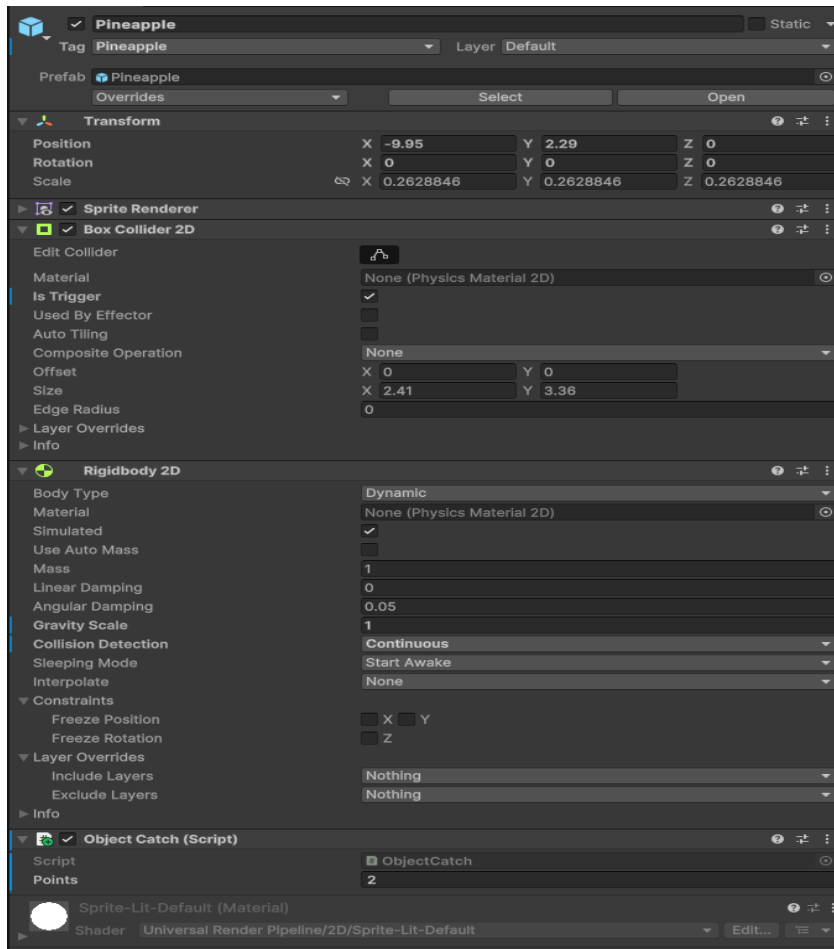 Pineapple Static
Tag Pineapple Layer Default
Prefab Pineapple
Overrides Select Open
Transform
Position X -9.95 Y 2.29 Z 0
Rotation X 0 Y 0 Z 0
Scale X 0.2628846 Y 0.2628846 Z 0.2628846
Sprite Renderer
Box Collider 2D
Edit Collider
Material None (Physics Material 2D)
Is Trigger
Used By Effector
Auto Tiling
Composite Operation None
Offset X 0 Y 0
Size X 2.41 Y 3.36
Edge Radius 0
Layer Overrides
Info
Rigidbody 2D
Body Type Dynamic
Material None (Physics Material 2D)
Simulated
Use Auto Mass
Mass 1
Linear Damping 0
Angular Damping 0.05
Gravity Scale 1
Collision Detection Continuous
Sleeping Mode Start Awake
Interpolate None
Constraints
Freeze Position X Y
Freeze Rotation Z
Layer Overrides
Include Layers Nothing
Exclude Layers Nothing
Info
Object Catch (Script)
Script ObjectCatch
Points 2
Sprite-Lit-Default (Material)
Shader Universal Render Pipeline/2D/Sprite-Lit-Default Edit...